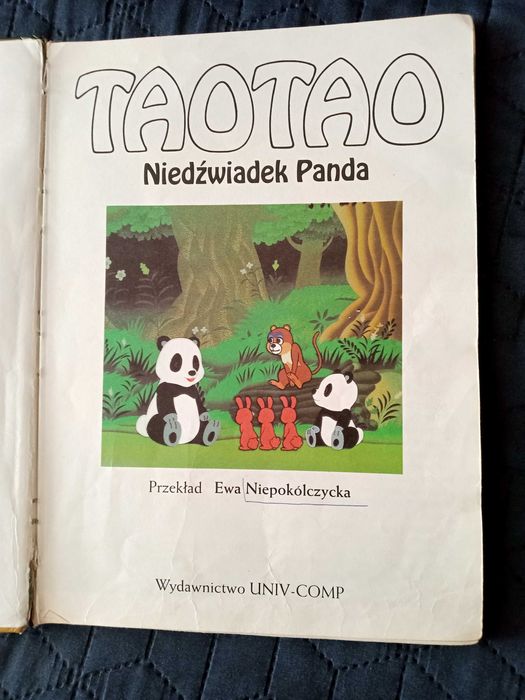 TAOTAO
Niedźwiadek Panda
Przekład Ewa Niepokólczycka
Wydawnictwo UNIV-COMP